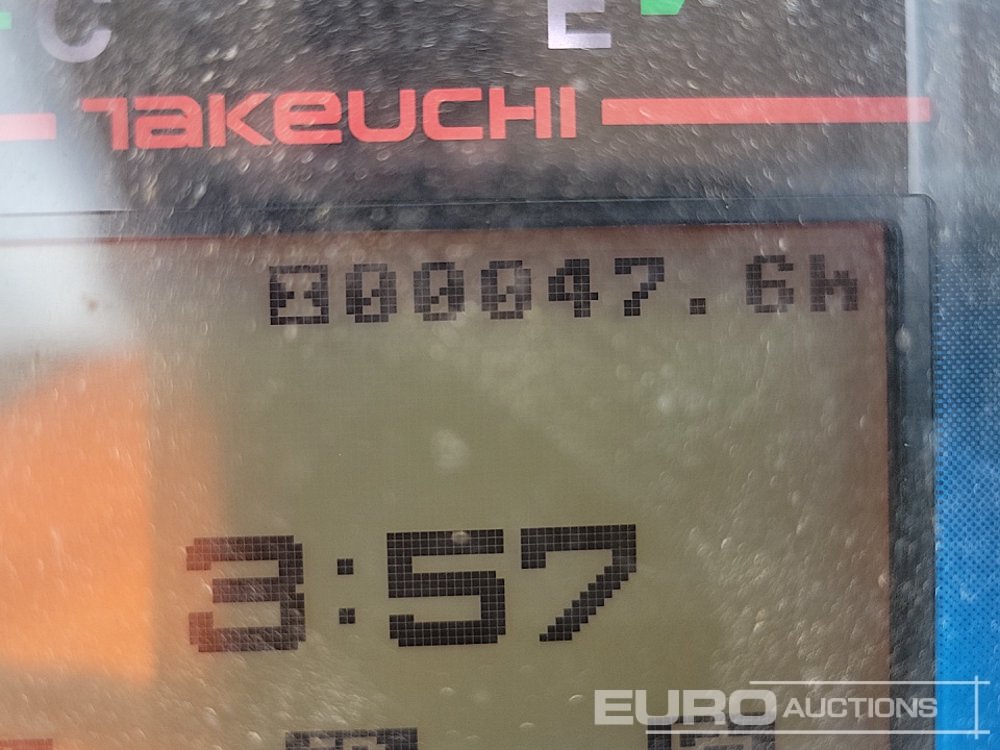 C E
TAKEUCHI
00047.6h
3:57
EURO AUCTIONS